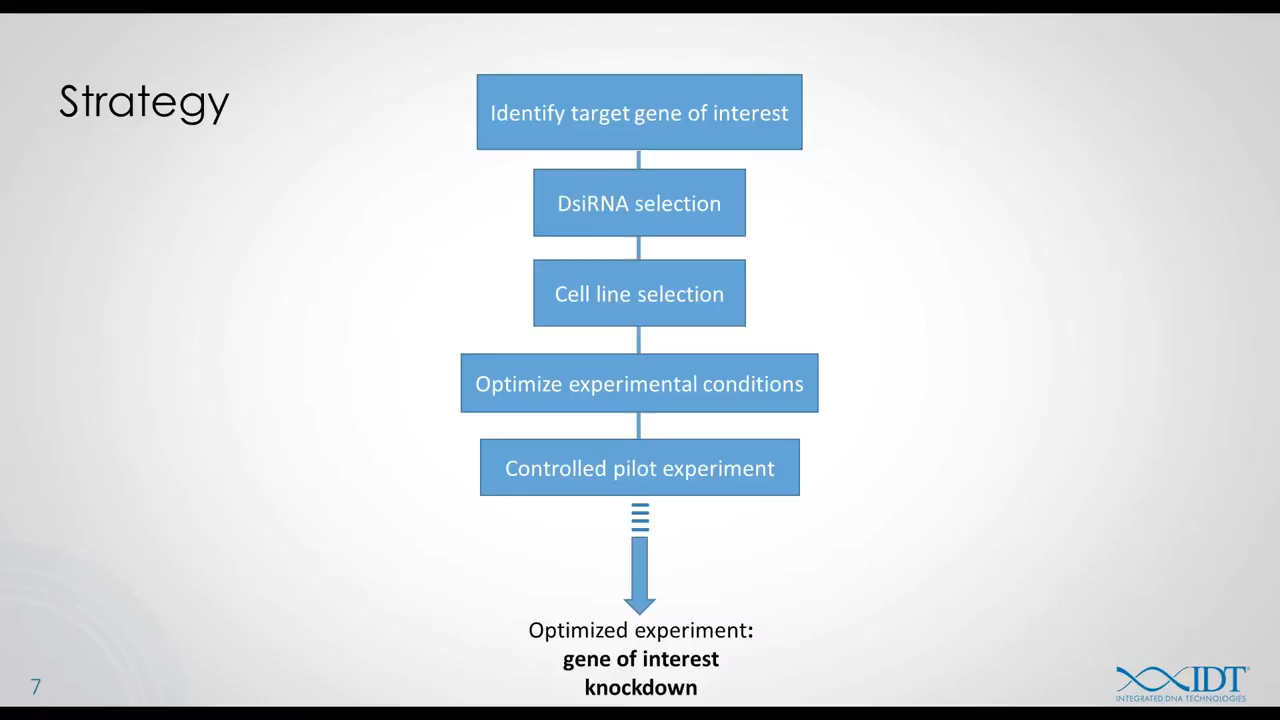 Strategy
Identify target gene of interest
DsiRNA selection
Cell line selection
Optimize experimental conditions
Controlled pilot experiment
Optimized experiment:
gene of interest
knockdown
7
IDT®
INTEGRATED DNA TECHNOLOGIES